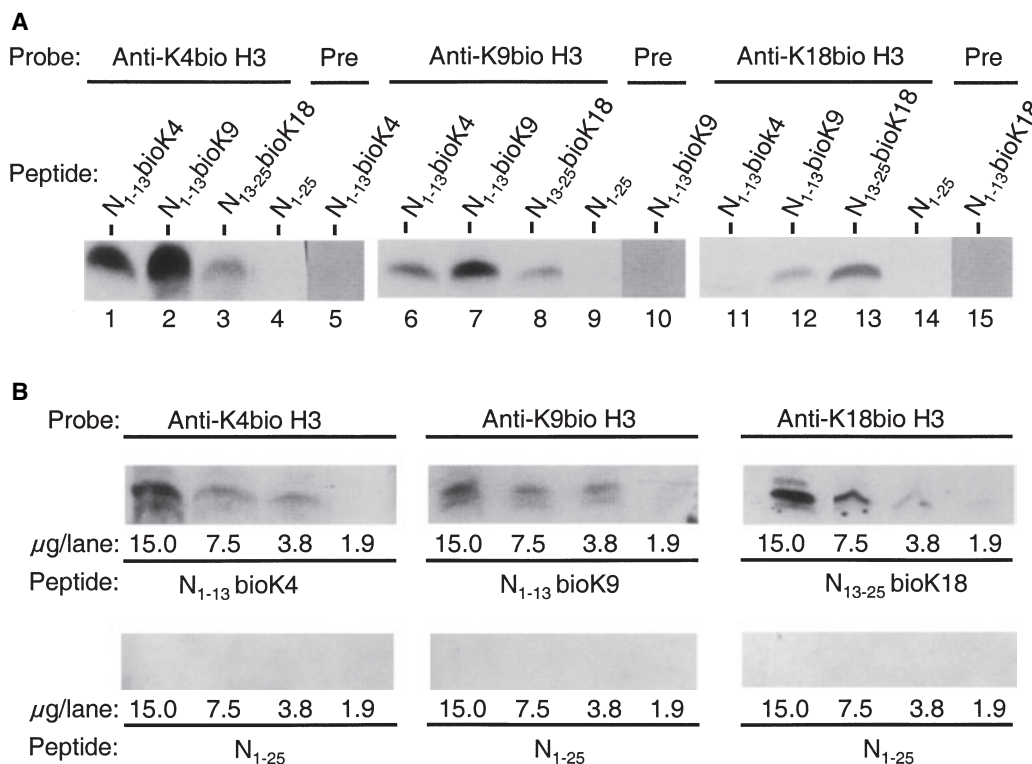 A
Probe: Anti-K4bio H3 Pre Anti-K9bio H3 Pre Anti-K18bio H3 Pre
Peptide: N1-13bioK4 N1-13bioK9 N13-25bioK18 N1-25 N1-13bioK4 N1-13bioK4 N1-13bioK9 N13-25bioK18 N1-25 N1-13bioK9 N1-13biok4 N1-13bioK9 N13-25bioK18 N1-25 N1-13bioK18
1 2 3 4 5 6 7 8 9 10 11 12 13 14 15
B
Probe: Anti-K4bio H3 Anti-K9bio H3 Anti-K18bio H3
µg/lane: 15.0 7.5 3.8 1.9 15.0 7.5 3.8 1.9 15.0 7.5 3.8 1.9
Peptide: N1-13 bioK4 N1-13 bioK9 N13-25 bioK18
µg/lane: 15.0 7.5 3.8 1.9 15.0 7.5 3.8 1.9 15.0 7.5 3.8 1.9
Peptide: N1-25 N1-25 N1-25